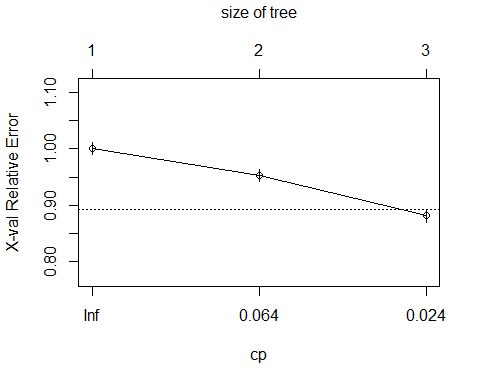 size of tree
1 2 3
X-val Relative Error
1.10
1.00
0.90
0.80
Inf 0.064 0.024
cp